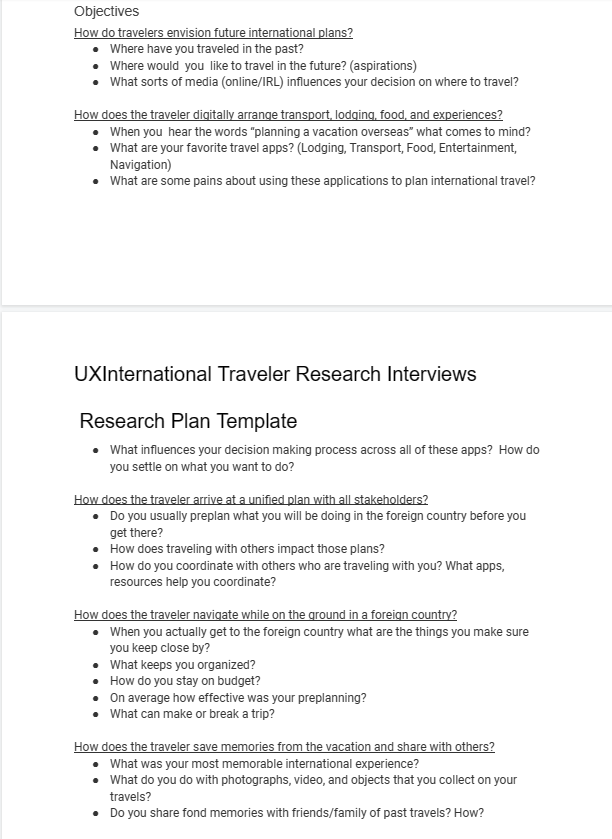 Objectives
How do travelers envision future international plans?
● Where have you traveled in the past?
● Where would  you  like to travel in the future? (aspirations)
● What sorts of media (online/IRL) influences your decision on where to travel?
How does the traveler digitally arrange transport, lodging, food, and experiences?
● When you  hear the words "planning a vacation overseas" what comes to mind?
● What are your favorite travel apps? (Lodging, Transport, Food, Entertainment,
Navigation)
● What are some pains about using these applications to plan international travel?
UXInternational Traveler Research Interviews
Research Plan Template
● What influences your decision making process across all of these apps?  How do
you settle on what you want to do?
How does the traveler arrive at a unified plan with all stakeholders?
● Do you usually preplan what you will be doing in the foreign country before you
get there?
● How does traveling with others impact those plans?
● How do you coordinate with others who are traveling with you? What apps,
resources help you coordinate?
How does the traveler navigate while on the ground in a foreign country?
● When you actually get to the foreign country what are the things you make sure
you keep close by?
● What keeps you organized?
● How do you stay on budget?
● On average how effective was your preplanning?
● What can make or break a trip?
How does the traveler save memories from the vacation and share with others?
● What was your most memorable international experience?
● What do you do with photographs, video, and objects that you collect on your
travels?
● Do you share fond memories with friends/family of past travels? How?